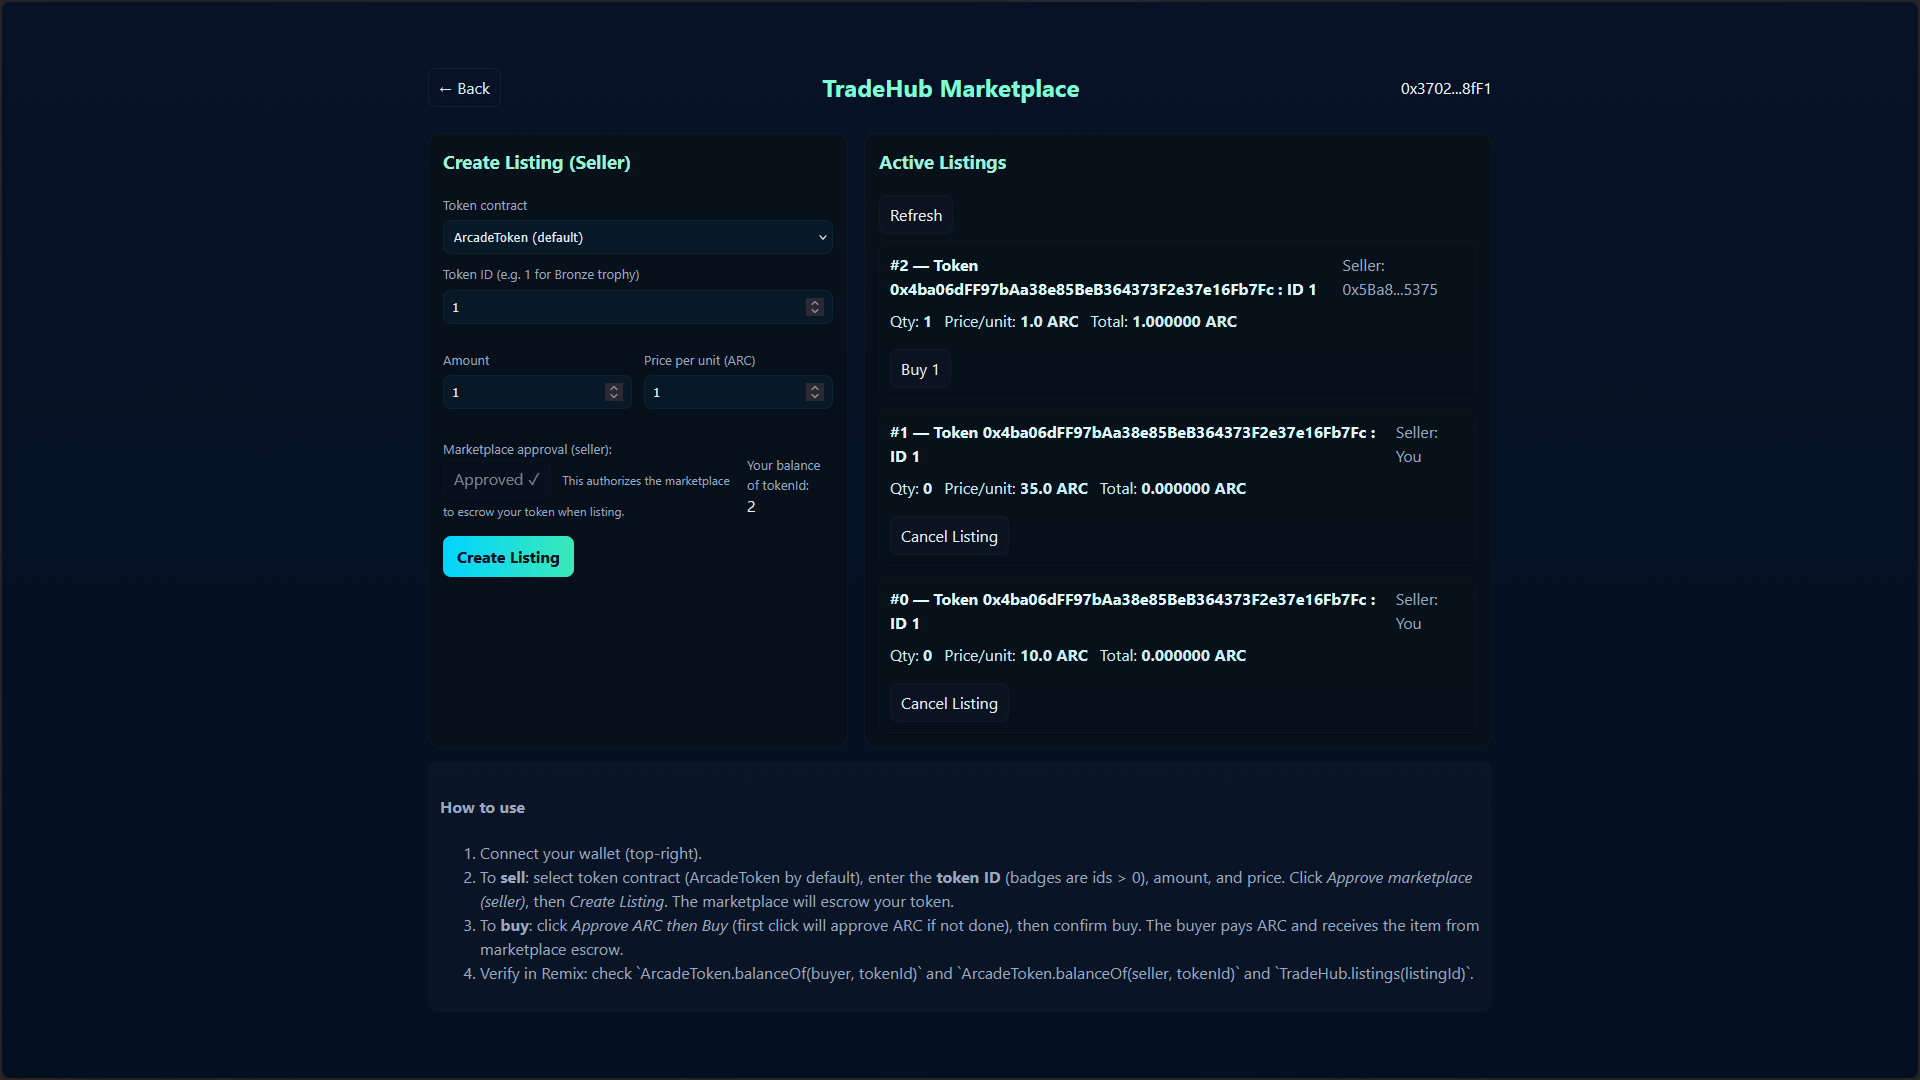 ← Back
TradeHub Marketplace
0x3702...8fF1
Create Listing (Seller)
Token contract
ArcadeToken (default)
Token ID (e.g. 1 for Bronze trophy)
1
Amount
Price per unit (ARC)
1
1
Marketplace approval (seller):
Approved ✓ This authorizes the marketplace
to escrow your token when listing.
Your balance
of tokenId:
2
Create Listing
Active Listings
Refresh
#2 — Token
0x4ba06dFF97bAa38e85BeB364373F2e37e16Fb7Fc : ID 1
Seller:
0x5Ba8...5375
Qty: 1 Price/unit: 1.0 ARC Total: 1.000000 ARC
Buy 1
#1 — Token 0x4ba06dFF97bAa38e85BeB364373F2e37e16Fb7Fc :
ID 1
Seller:
You
Qty: 0 Price/unit: 35.0 ARC Total: 0.000000 ARC
Cancel Listing
#0 — Token 0x4ba06dFF97bAa38e85BeB364373F2e37e16Fb7Fc :
ID 1
Seller:
You
Qty: 0 Price/unit: 10.0 ARC Total: 0.000000 ARC
Cancel Listing
How to use
1. Connect your wallet (top-right).
2. To sell: select token contract (ArcadeToken by default), enter the token ID (badges are ids > 0), amount, and price. Click Approve marketplace
(seller), then Create Listing. The marketplace will escrow your token.
3. To buy: click Approve ARC then Buy (first click will approve ARC if not done), then confirm buy. The buyer pays ARC and receives the item from
marketplace escrow.
4. Verify in Remix: check `ArcadeToken.balanceOf(buyer, tokenId)` and `ArcadeToken.balanceOf(seller, tokenId)` and `TradeHub.listings(listingId)`.